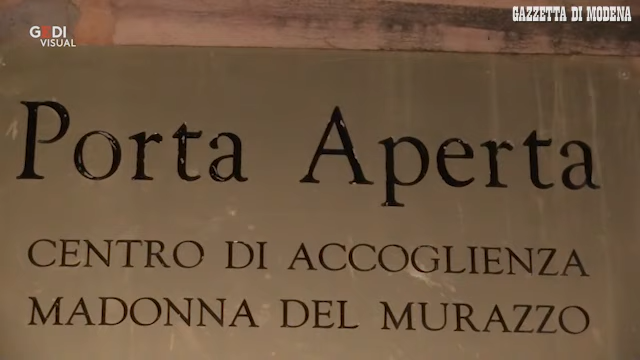 GEDI
VISUAL
GAZZETTA DI MODENA
Porta Aperta
CENTRO DI ACCOGLIENZA
MADONNA DEL MURAZZO